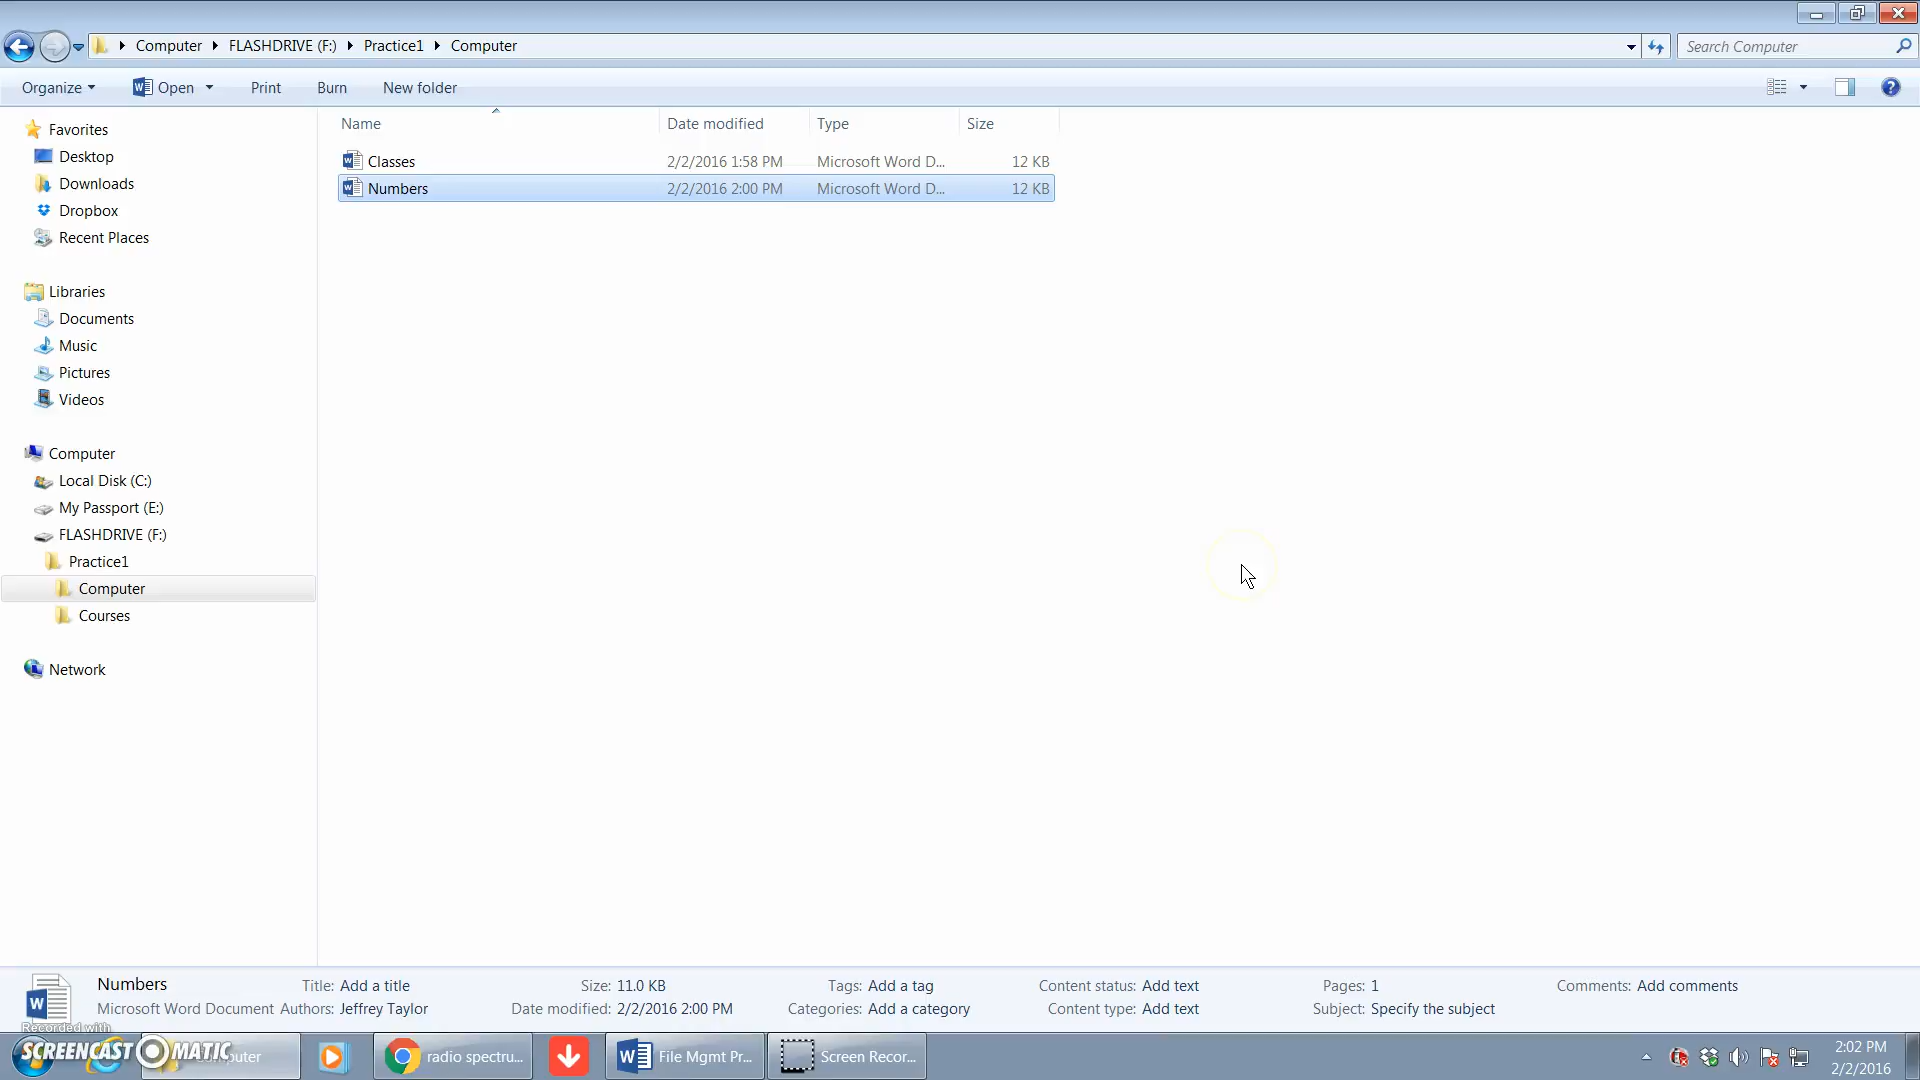 Computer FLASHDRIVE (F:) Practice1 Computer
Search Computer
Organize Open Print Burn New folder
Name Date modified Type Size
Classes 2/2/2016 1:58 PM Microsoft Word D... 12 KB
Numbers 2/2/2016 2:00 PM Microsoft Word D... 12 KB
Favorites
Desktop
Downloads
Dropbox
Recent Places
Libraries
Documents
Music
Pictures
Videos
Computer
Local Disk (C:)
My Passport (E:)
FLASHDRIVE (F:)
Practice1
Computer
Courses
Network
Numbers Title: Add a title Size: 11.0 KB Tags: Add a tag Content status: Add text Pages: 1 Comments: Add comments
Microsoft Word Document Authors: Jeffrey Taylor Date modified: 2/2/2016 2:00 PM Categories: Add a category Content type: Add text Subject: Specify the subject
Recorded with
SCREENCAST MATIC
radio spectru... File Mgmt Pr... Screen Recor...
2:02 PM
2/2/2016